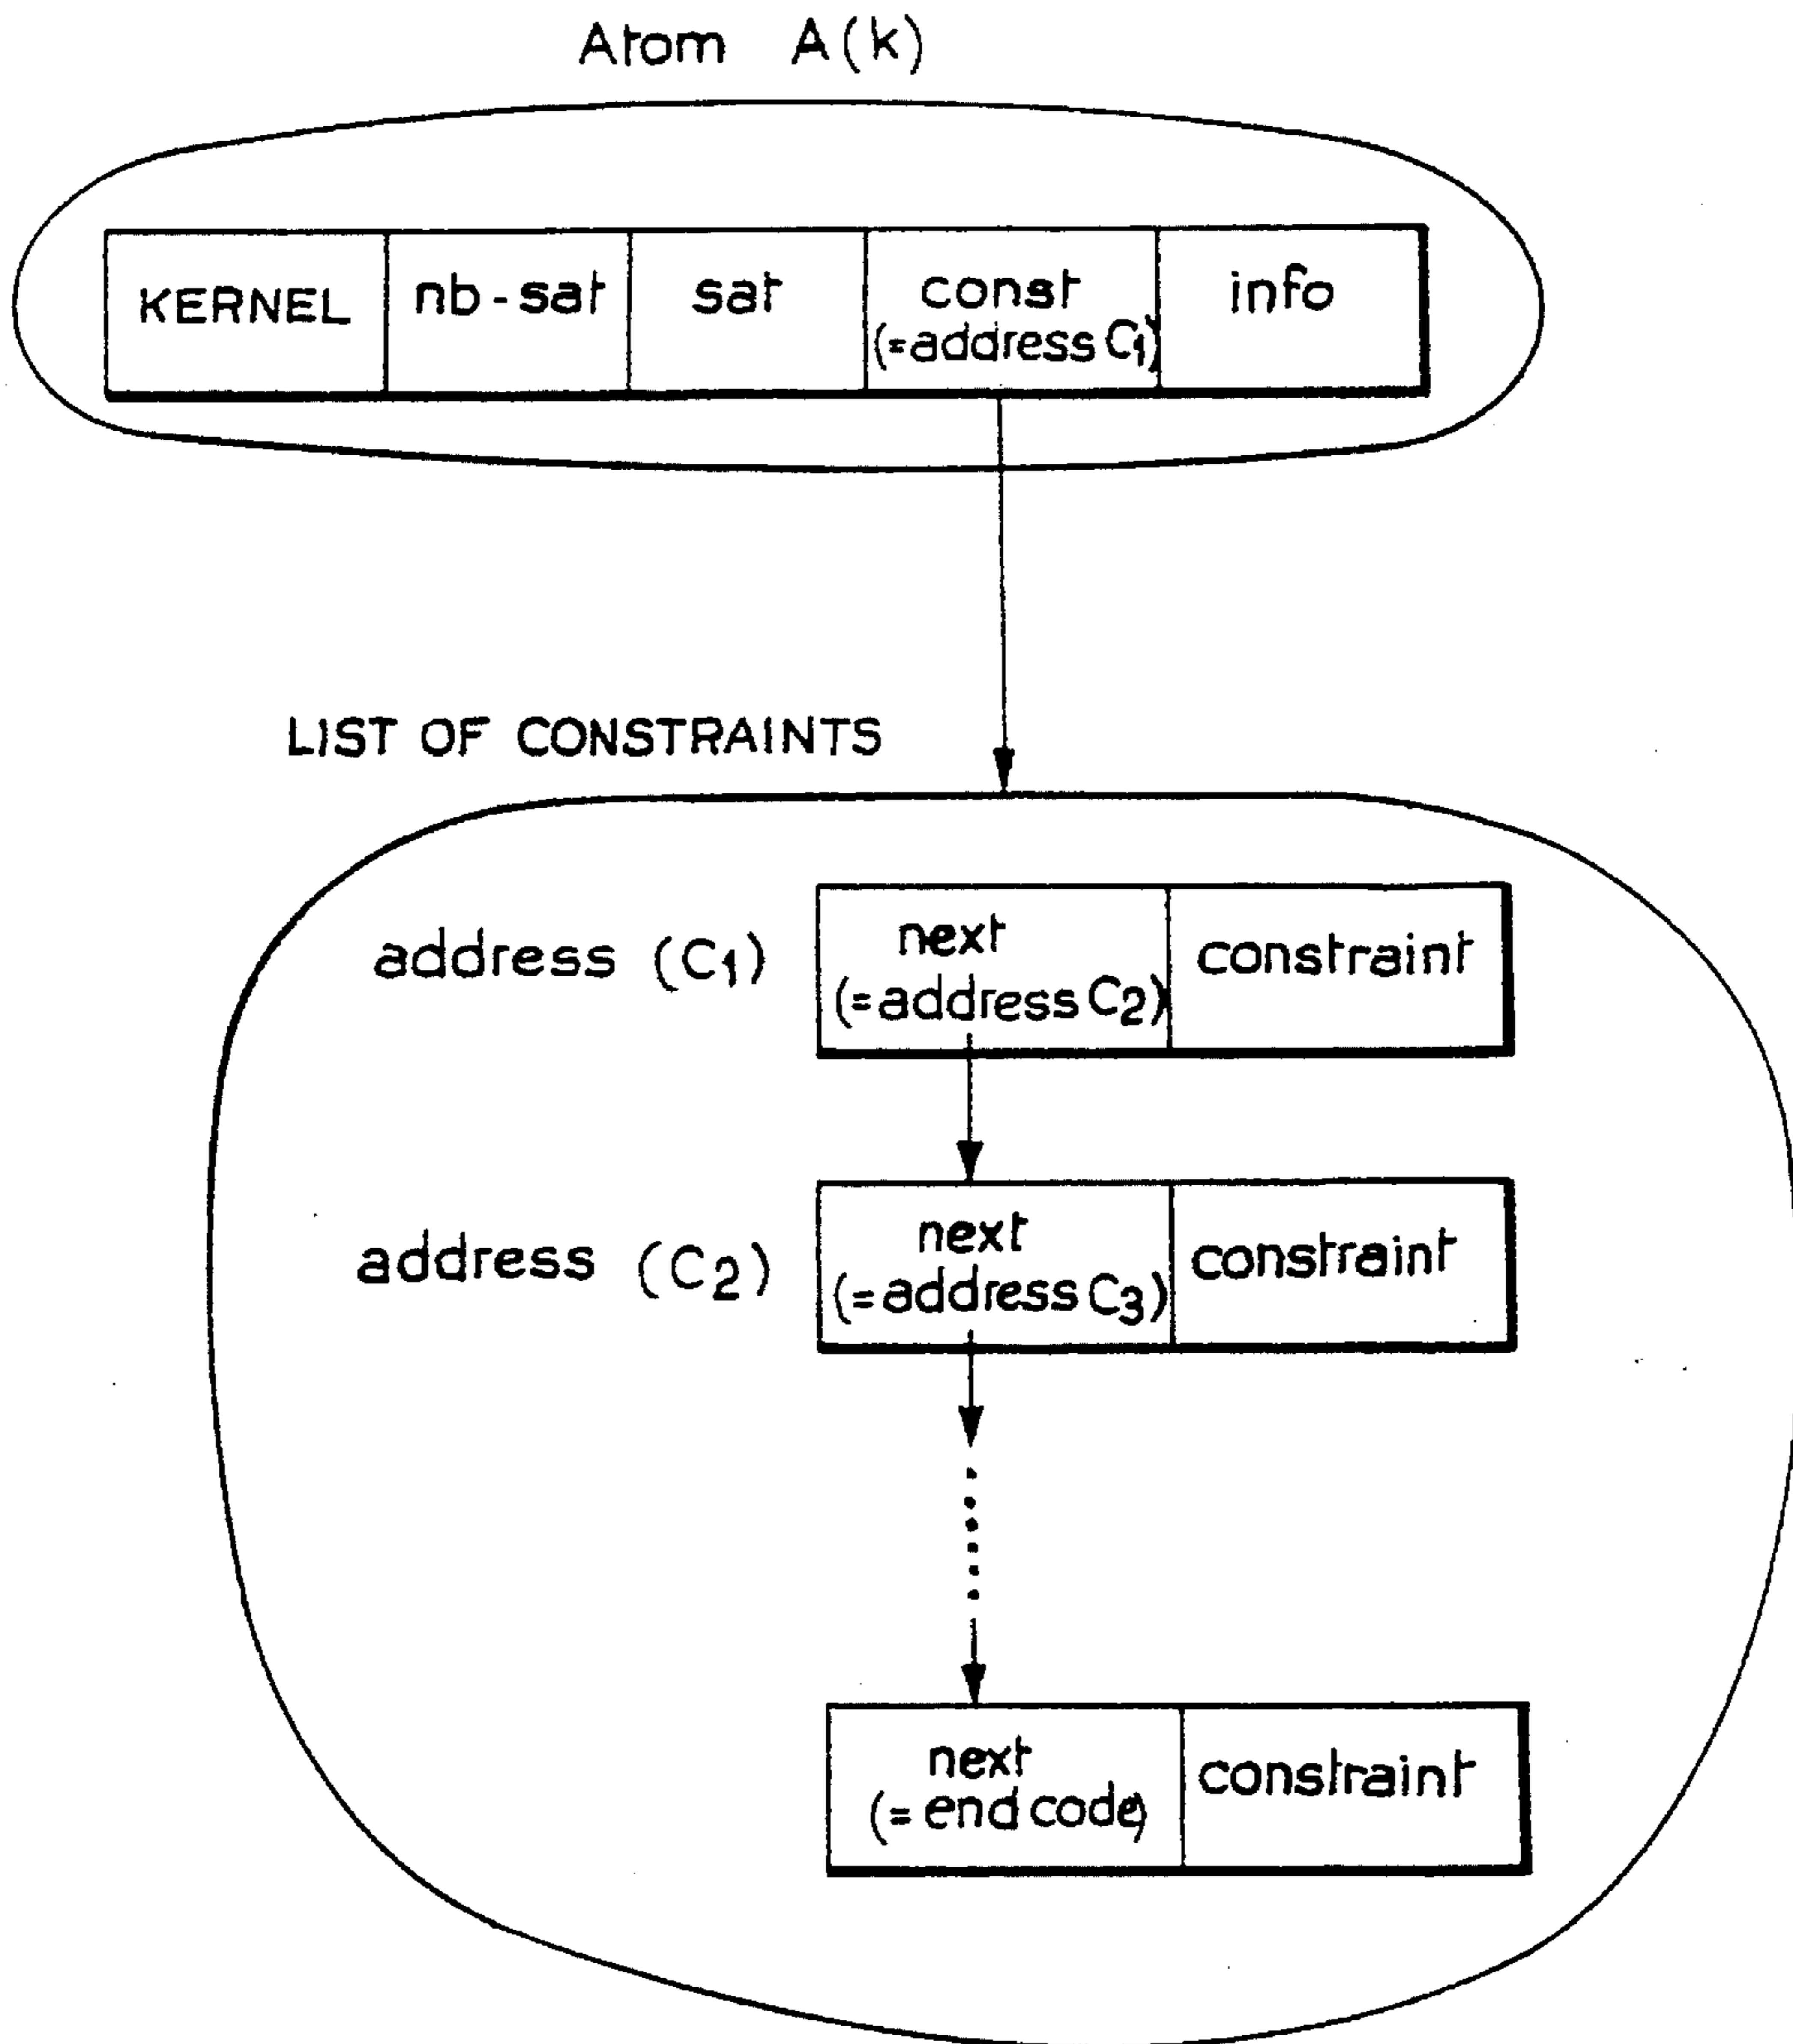 Atom A(k)
KERNEL nb-sat sat const info
(=address C1)
LIST OF CONSTRAINTS
address (C1) next constraint
(=address C2)
address (C2) next constraint
(=address C3)
next constraint
(= end code)